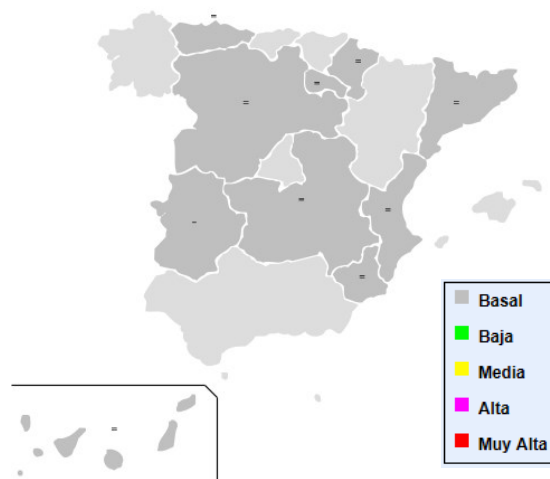 =
=
=
=
=
=
=
-
=
=
Basal
Baja
Media
Alta
Muy Alta